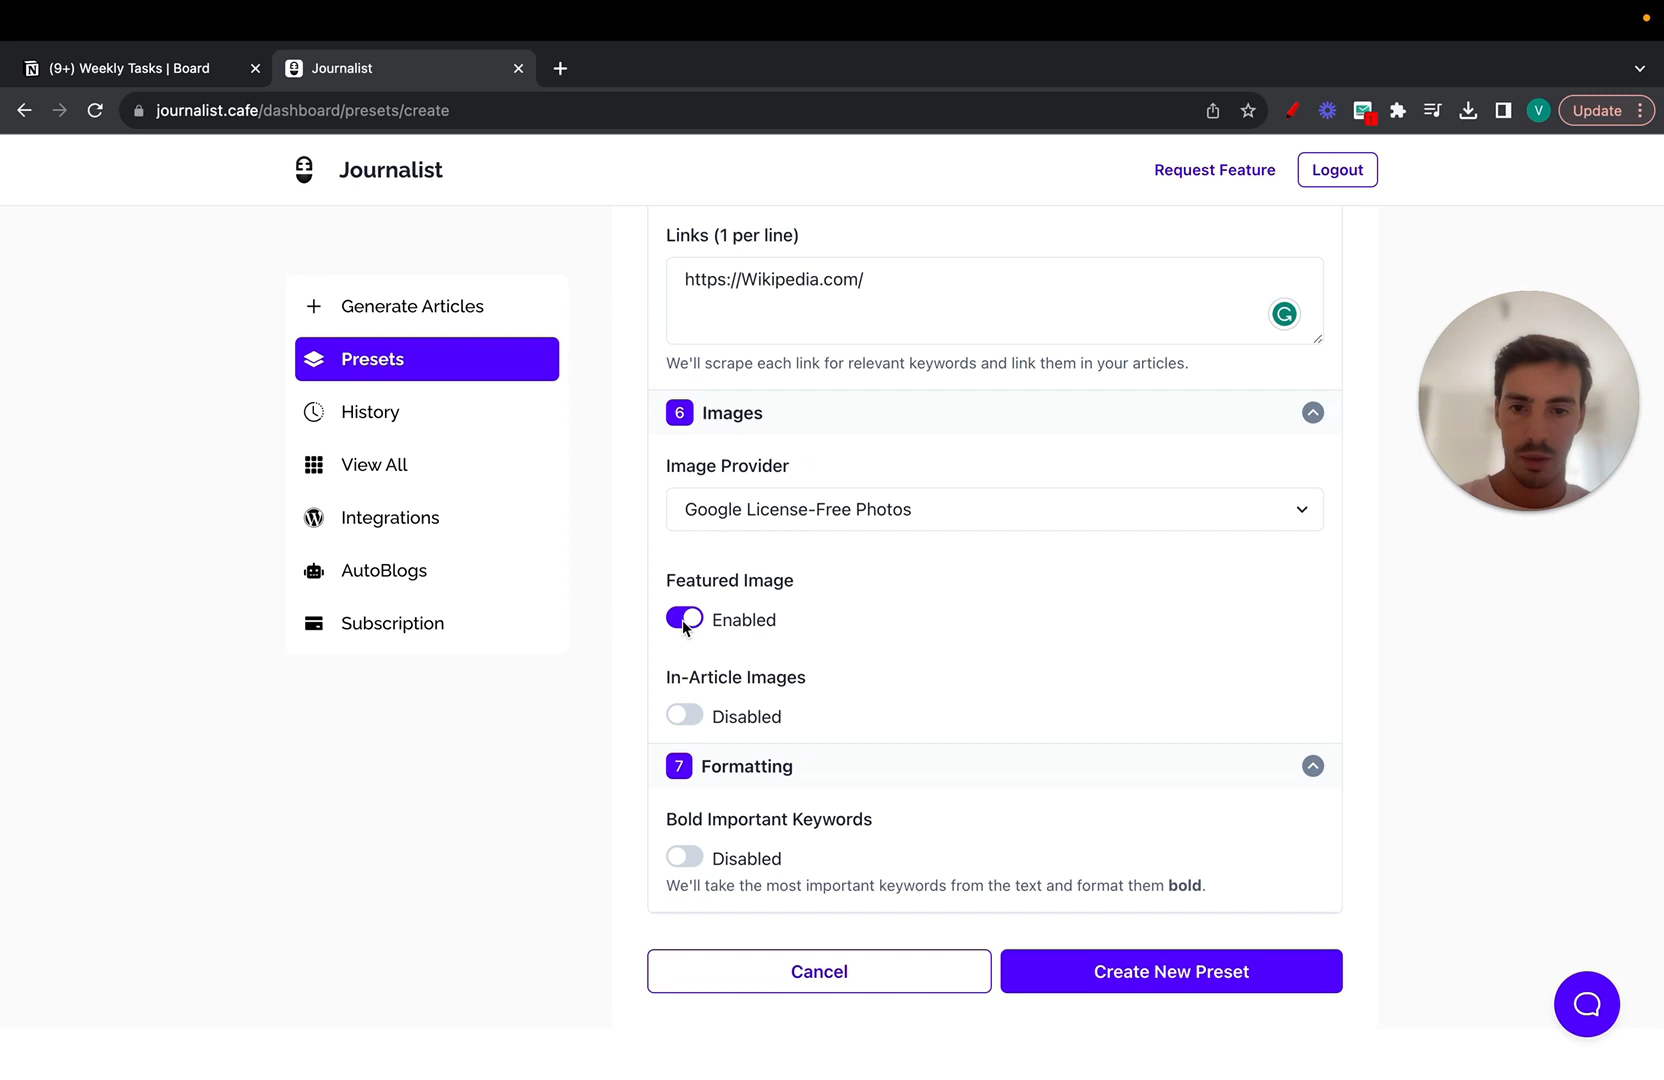 (9+) Weekly Tasks | Board
Journalist
journalist.cafe/dashboard/presets/create
V
Update
Journalist
Request Feature
Logout
Generate Articles
Presets
History
View All
Integrations
AutoBlogs
Subscription
Links (1 per line)
https://Wikipedia.com/
We'll scrape each link for relevant keywords and link them in your articles.
6 Images
Image Provider
Google License-Free Photos
Featured Image
Enabled
In-Article Images
Disabled
7 Formatting
Bold Important Keywords
Disabled
We'll take the most important keywords from the text and format them bold.
Cancel
Create New Preset